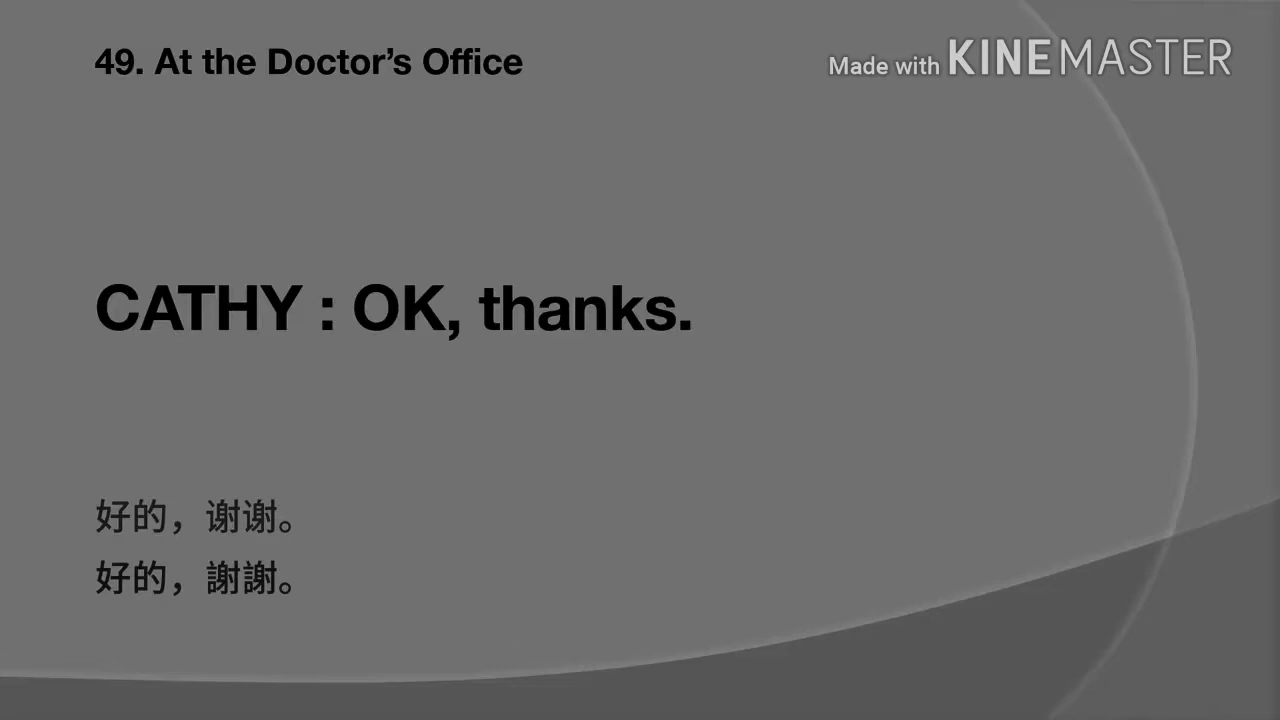 49. At the Doctor’s Office
Made with KINEMASTER
CATHY : OK, thanks.
好的，谢谢。
好的，謝謝。